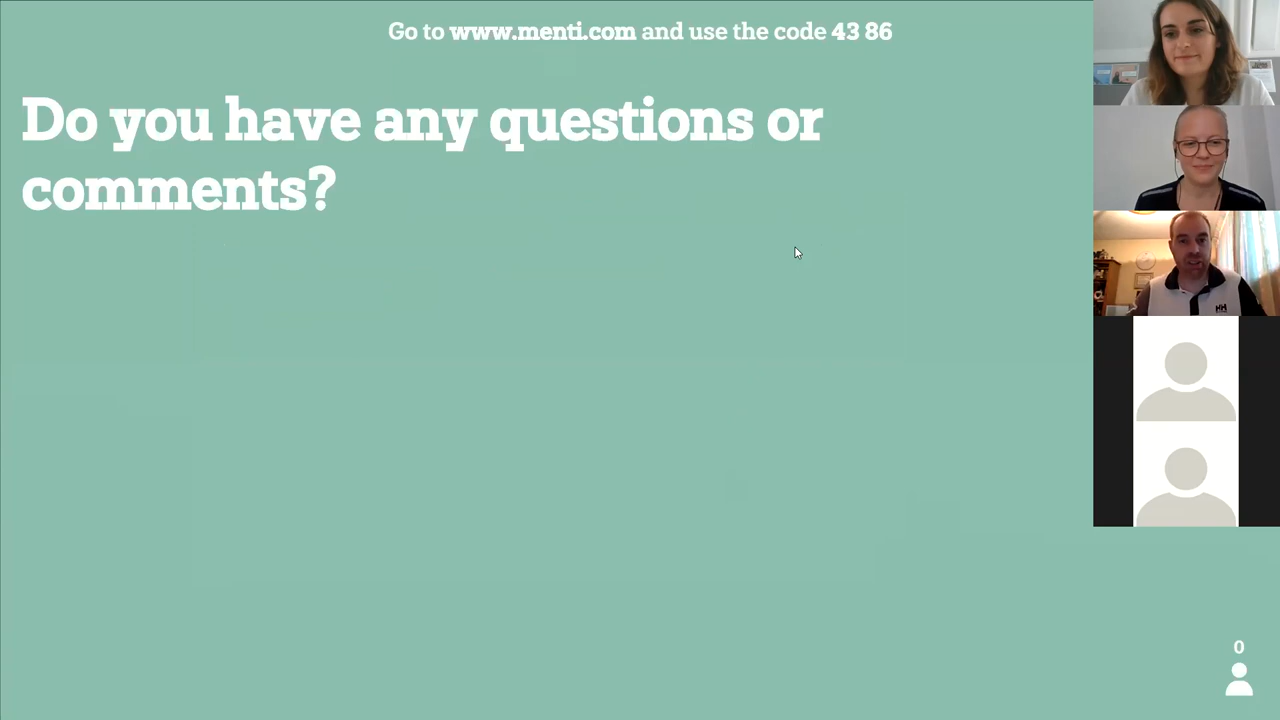 Go to www.menti.com and use the code 43 86
Do you have any questions or
comments?
HH
0